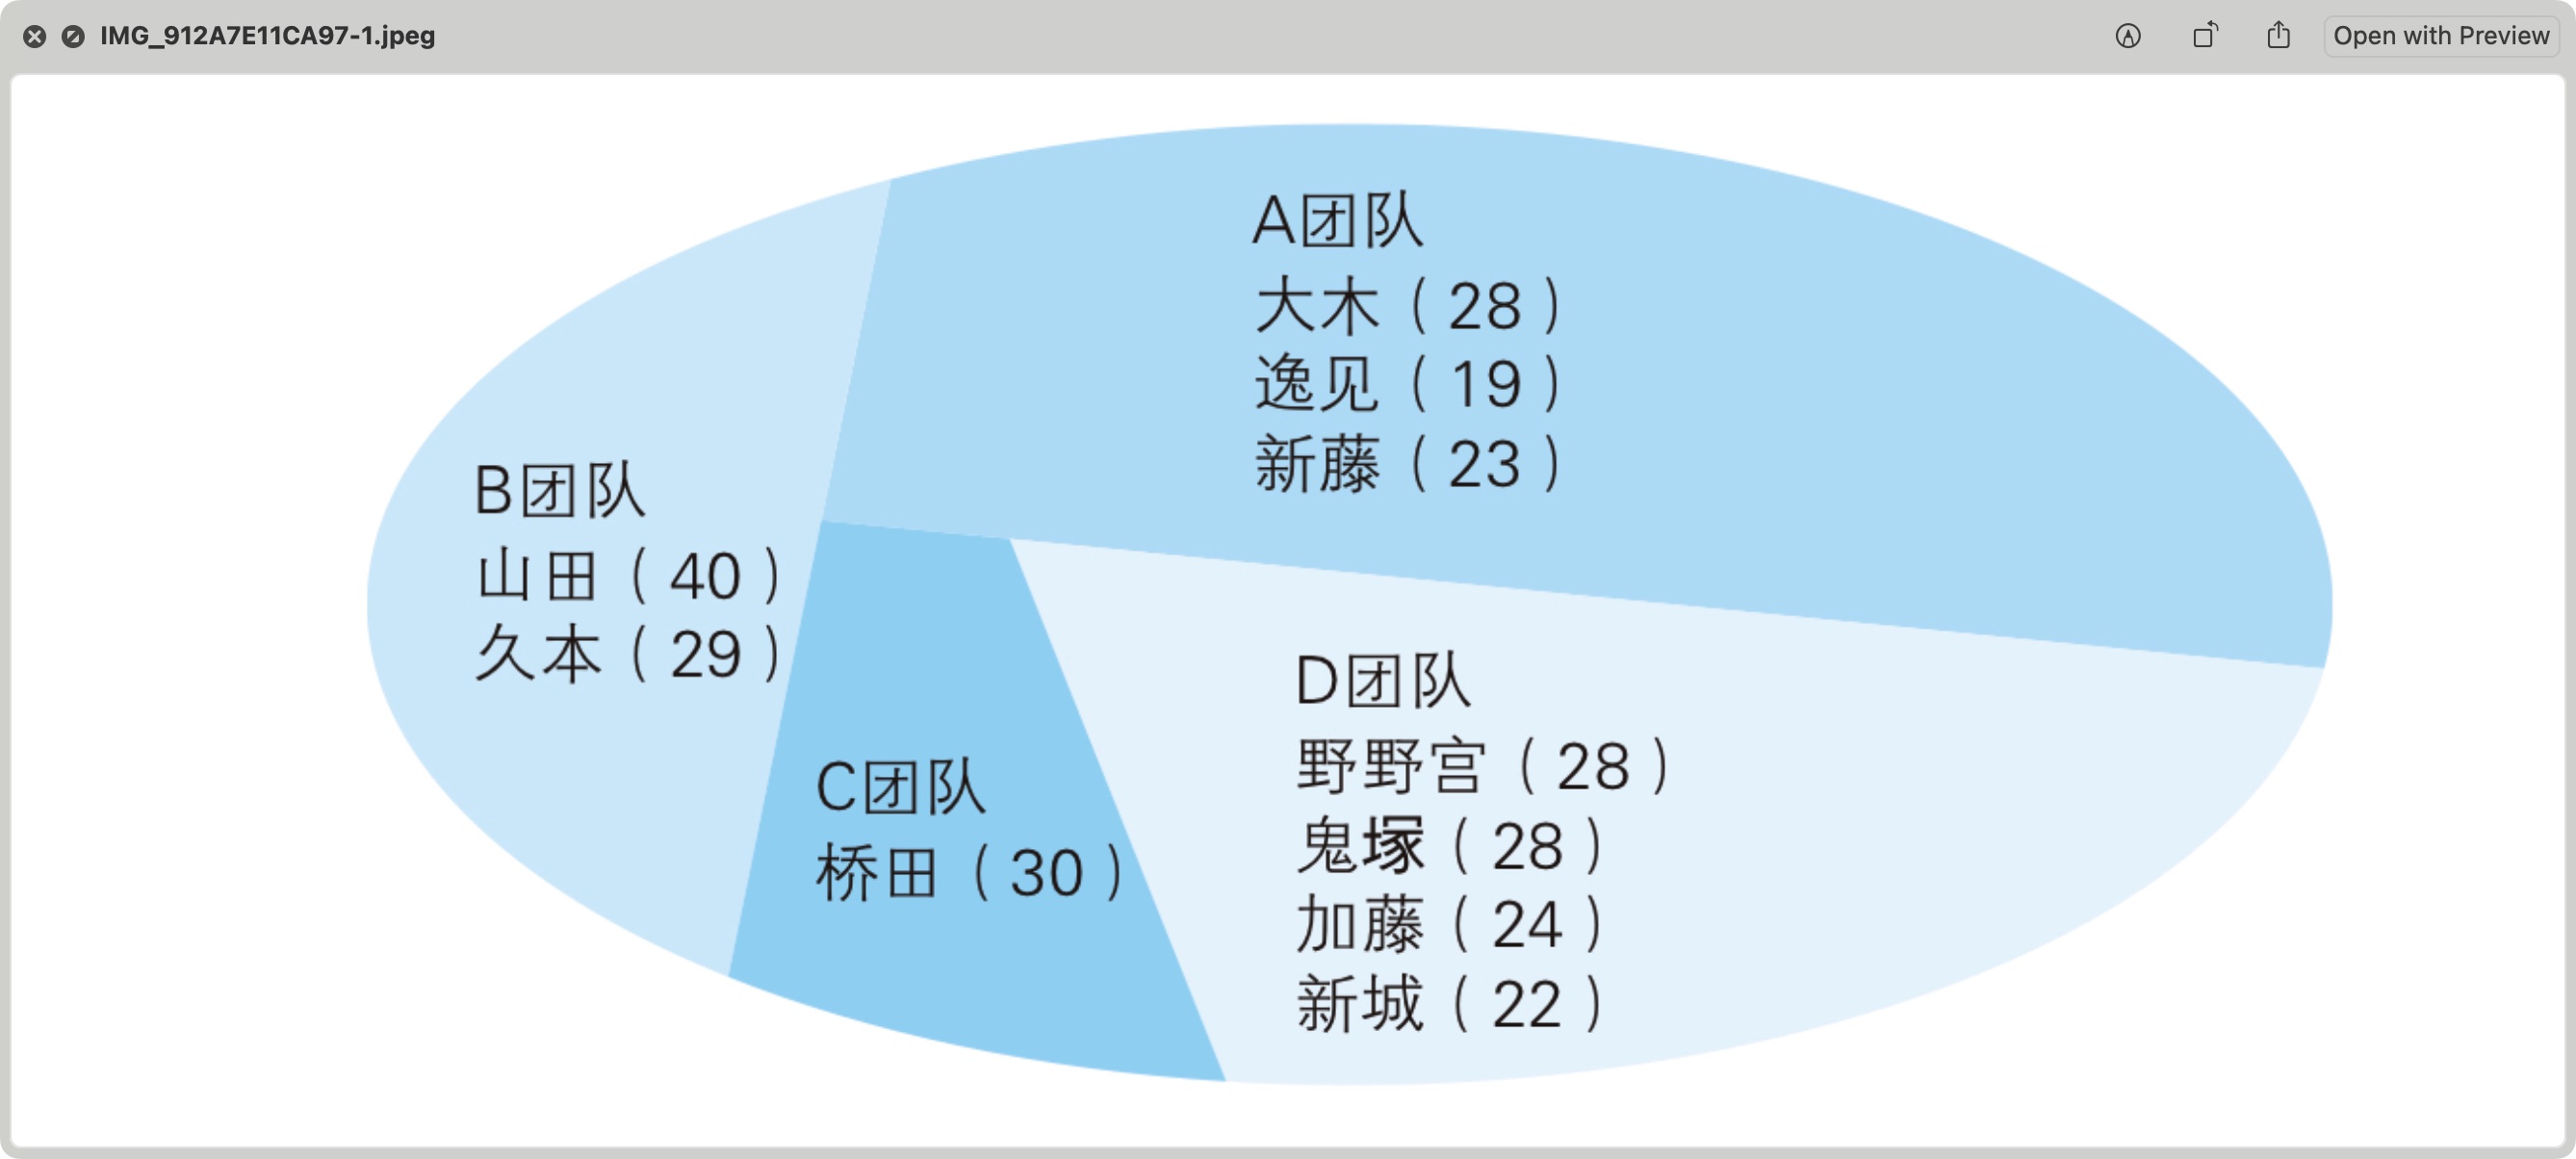 IMG_912A7E11CA97-1.jpeg
Open with Preview
A团队
大木（28）
逸见（19）
新藤（23）
B团队
山田（40）
久本（29）
C团队
桥田（30）
D团队
野野宫（28）
鬼塚（28）
加藤（24）
新城（22）